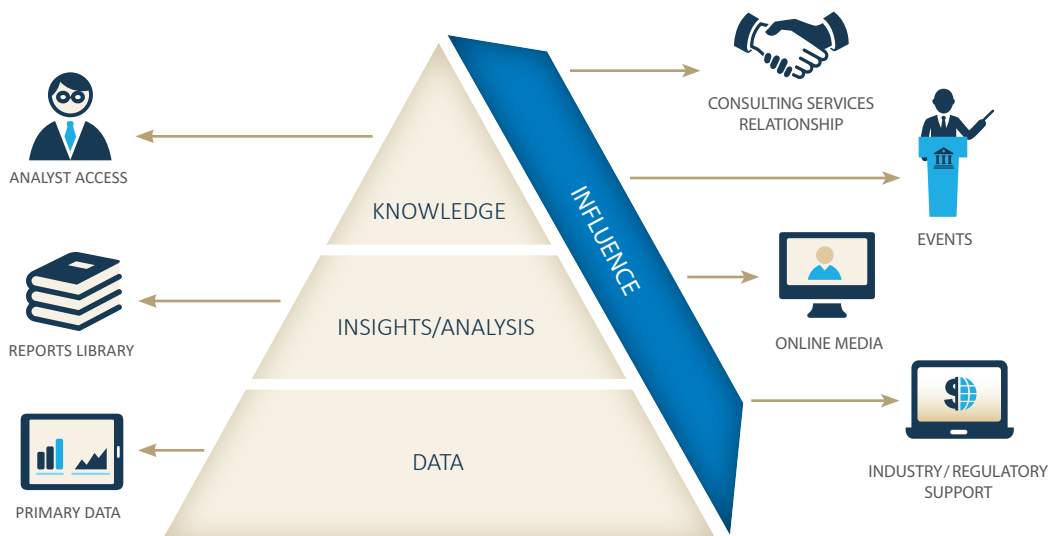 CONSULTING SERVICES
RELATIONSHIP
ANALYST ACCESS
KNOWLEDGE
INFLUENCE
EVENTS
INSIGHTS/ANALYSIS
REPORTS LIBRARY
ONLINE MEDIA
DATA
INDUSTRY/REGULATORY
SUPPORT
PRIMARY DATA
$